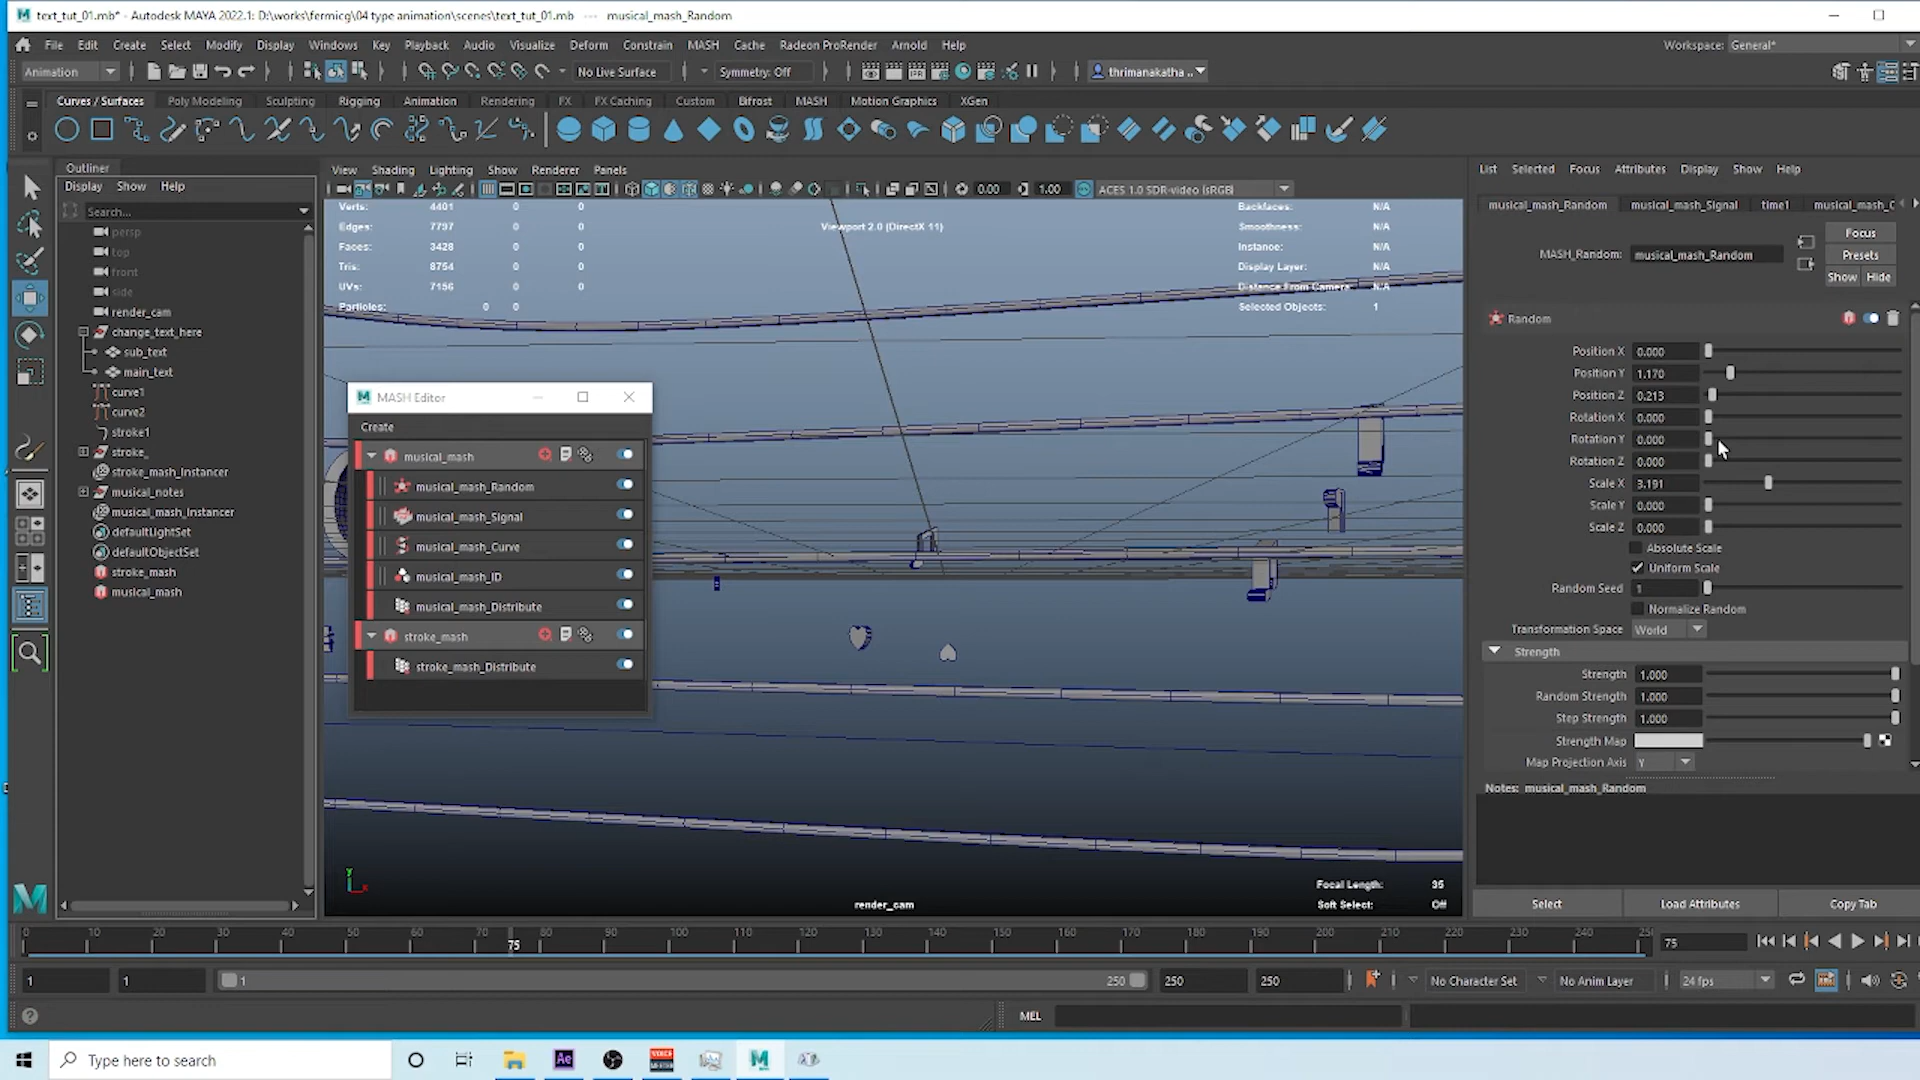 text_tut_01.mb* - Autodesk MAYA 2022.1: D:\works\fermicg\04 type animation\scenes\text_tut_01.mb --- musical_mash_Random
File Edit Create Select Modify Display Windows Key Playback Audio Visualize Deform Constrain MASH Cache Radeon ProRender Arnold Help
Workspace: General*
Animation
No Live Surface
Symmetry: Off
thrimanakatha ..
Curves / Surfaces Poly Modeling Sculpting Rigging Animation Rendering FX FX Caching Custom Bifrost MASH Motion Graphics XGen
Outliner
Display Show Help
Search...
persp
top
front
side
render_cam
change_text_here
sub_text
main_text
curve1
curve2
stroke1
stroke_
stroke_mash_Instancer
musical_notes
musical_mash_Instancer
defaultLightSet
defaultObjectSet
stroke_mash
musical_mash
View Shading Lighting Show Renderer Panels
0.00 1.00 ACES 1.0 SDR-video (sRGB)
Verts: 4401 0 0
Edges: 7797 0 0
Faces: 3428 0 0
Tris: 8754 0 0
UVs: 7156 0 0
Particles: 0 0
Viewport 2.0 (DirectX 11)
Backfaces: N/A
Smoothness: N/A
Instance: N/A
Display Layer: N/A
Distance From Camera: N/A
Selected Objects: 1
MASH Editor
Create
musical_mash
musical_mash_Random
musical_mash_Signal
musical_mash_Curve
musical_mash_ID
musical_mash_Distribute
stroke_mash
stroke_mash_Distribute
Focal Length: 35
Soft Select: Off
render_cam
y
x
List Selected Focus Attributes Display Show Help
musical_mash_Random musical_mash_Signal time1 musical_mash_C
MASH_Random: musical_mash_Random
Focus
Presets
Show Hide
Random
Position X 0.000
Position Y 1.170
Position Z 0.213
Rotation X 0.000
Rotation Y 0.000
Rotation Z 0.000
Scale X 3.191
Scale Y 0.000
Scale Z 0.000
Absolute Scale
Uniform Scale
Random Seed 1
Normalize Random
Transformation Space World
Strength
Strength 1.000
Random Strength 1.000
Step Strength 1.000
Strength Map
Map Projection Axis Y
Notes: musical_mash_Random
Select Load Attributes Copy Tab
0 10 20 30 40 50 60 70 75 80 90 100 110 120 130 140 150 160 170 180 190 200 210 220 230 240 25
75
1 1 1 250 250 250
No Character Set No Anim Layer 24 fps
MEL
Type here to search
Ae